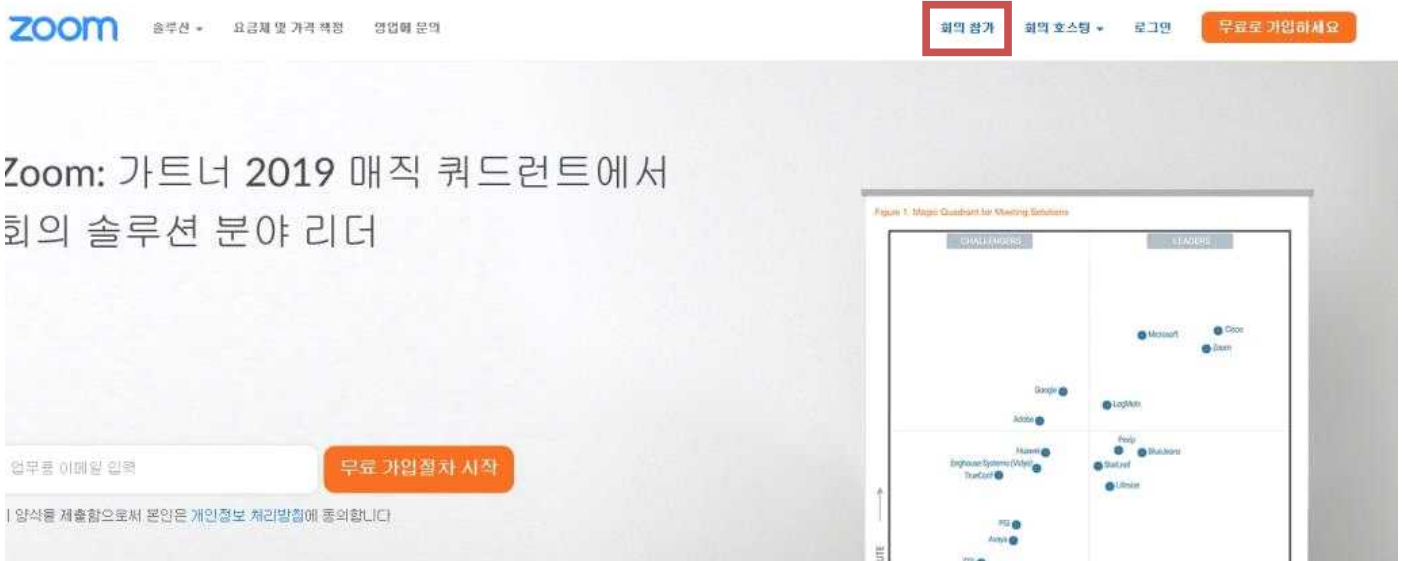 zoom
솔루션
요금제 및 가격 책정
영업에 문의
회의 참가
회의 호스팅
로그인
무료로 가입하세요
Zoom: 가트너 2019 매직 쿼드런트에서
회의 솔루션 분야 리더
Figure 1. Magic Quadrant for Meeting Solutions
CHALLENGERS
LEADERS
Microsoft
Cisco
Zoom
Google
LogMeIn
Adobe
Huawei
Pexip
BlueJeans
Enghouse Systems (Vidyo)
StarLeaf
TrueConf
Lifesize
PGi
Avaya
업무용 이메일 입력
무료 가입절차 시작
양식을 제출함으로써 본인은 개인정보 처리방침에 동의합니다